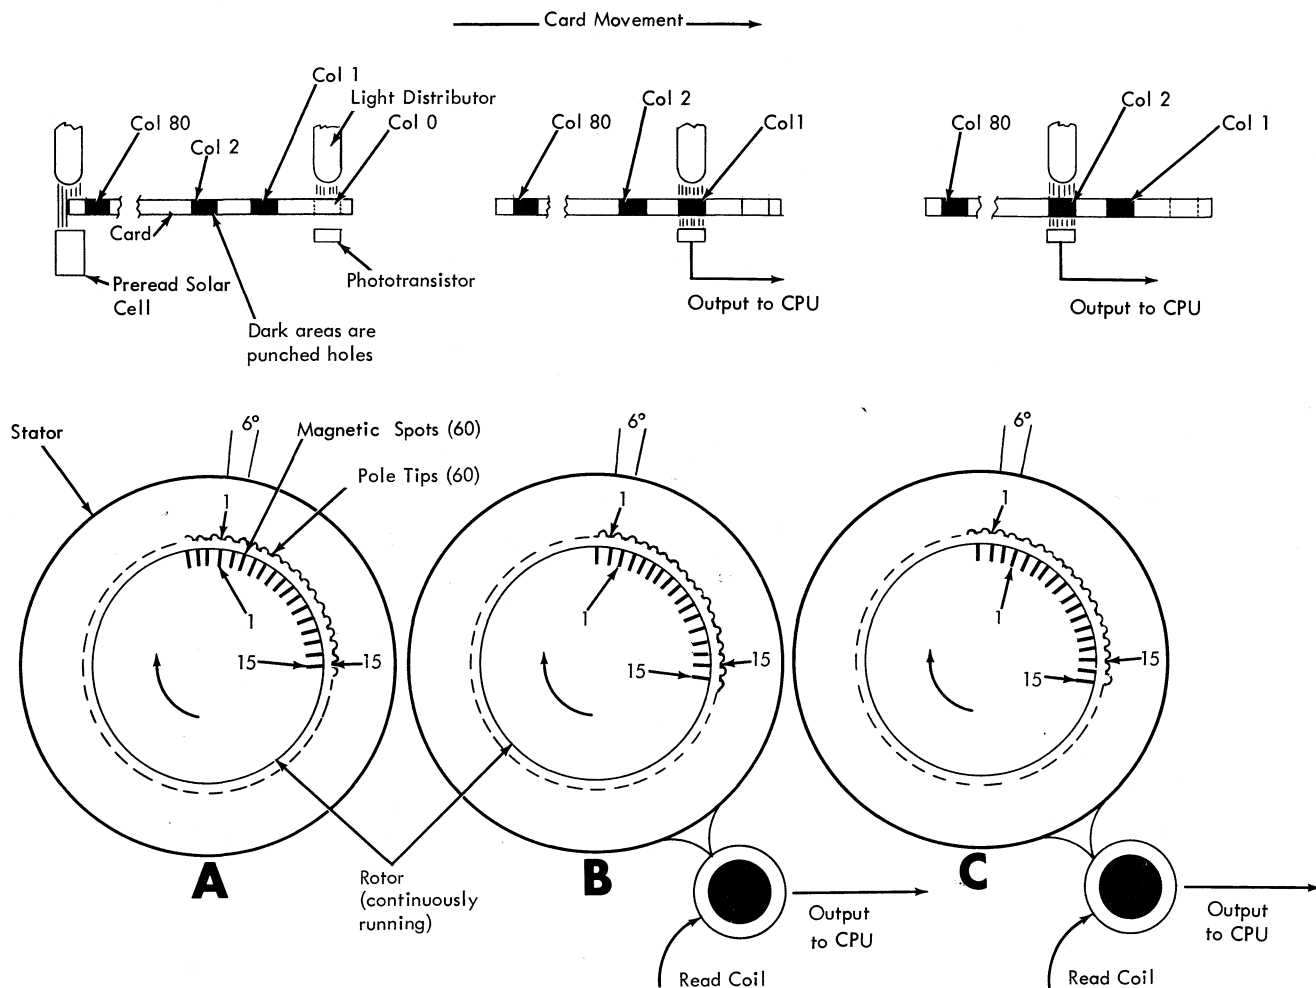 Card Movement
Col 1
Light Distributor
Col 80
Col 2
Col 0
Card
Preread Solar
Cell
Phototransistor
Dark areas are
punched holes
Col 80
Col 2
Col1
Output to CPU
Col 80
Col 2
Col 1
Output to CPU
Stator
6°
Magnetic Spots (60)
Pole Tips (60)
1
1
15
15
6°
1
1
15
15
6°
1
1
15
15
A
B
C
Rotor
(continuously
running)
Output
to CPU
Read Coil
Output
to CPU
Read Coil